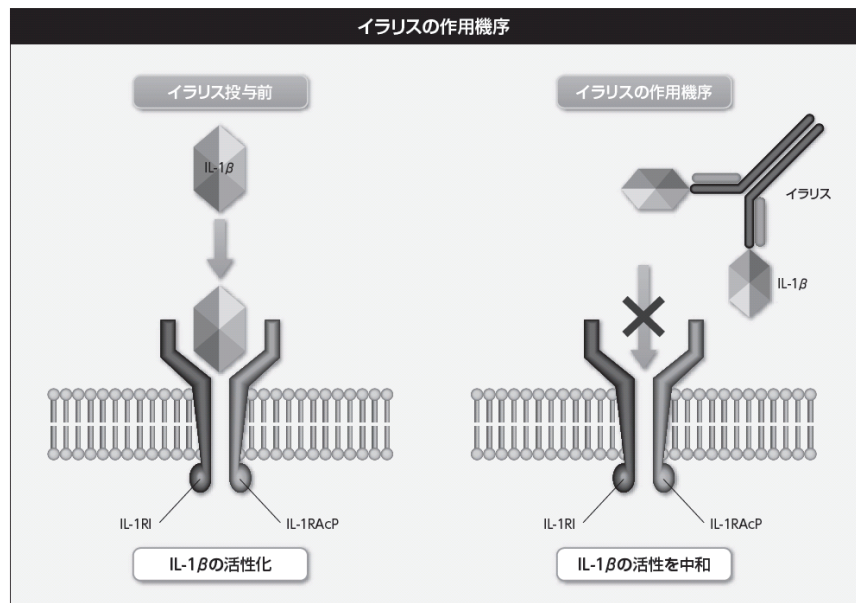 イラリスの作用機序
イラリス投与前
IL-1β
IL-1RI
IL-1RAcP
IL-1βの活性化
イラリスの作用機序
イラリス
IL-1β
IL-1RI
IL-1RAcP
IL-1βの活性を中和